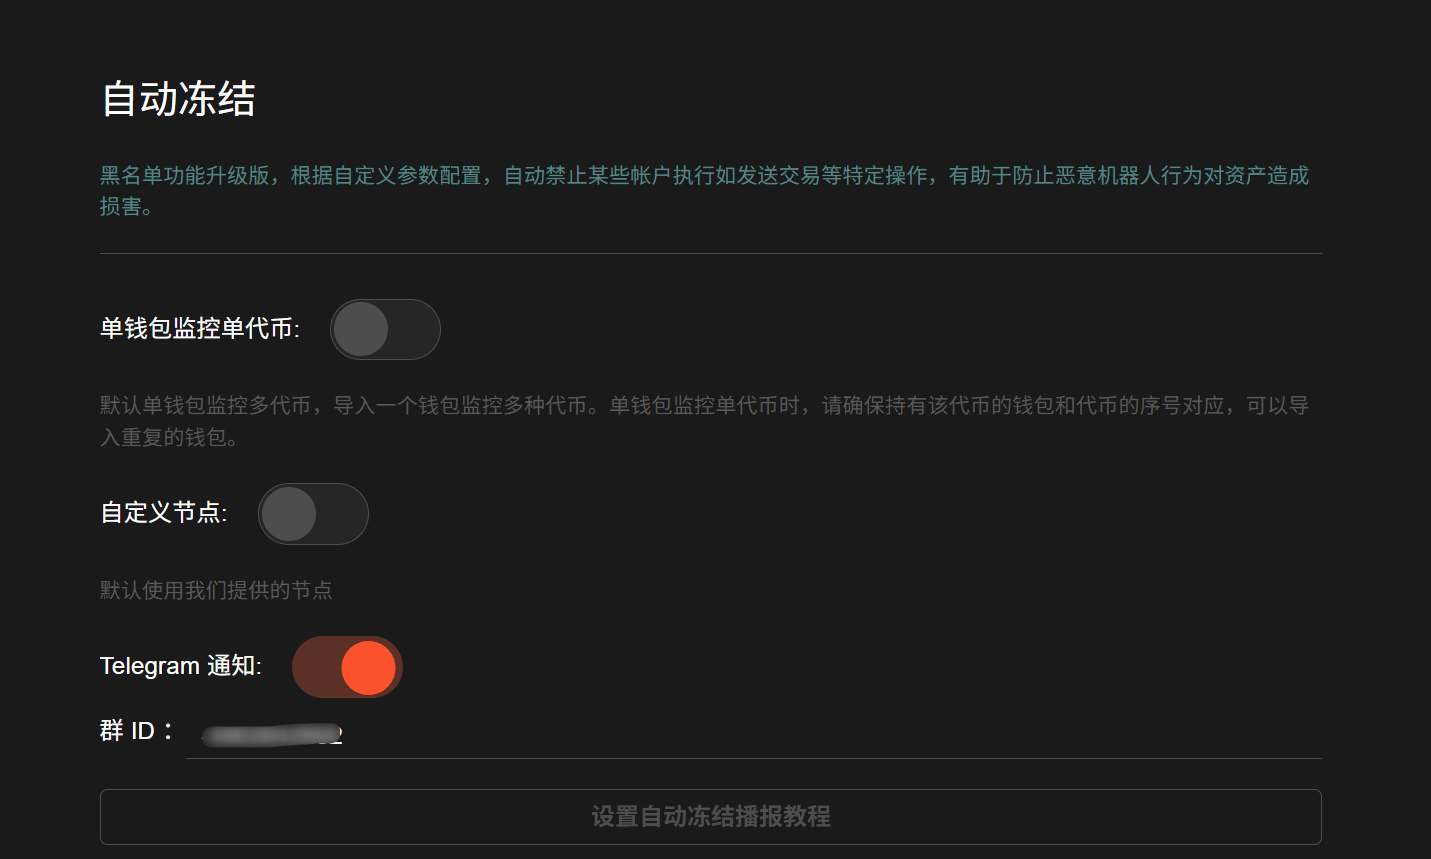 自动冻结
黑名单功能升级版，根据自定义参数配置，自动禁止某些帐户执行如发送交易等特定操作，有助于防止恶意机器人行为对资产造成
损害。
单钱包监控单代币:
默认单钱包监控多代币，导入一个钱包监控多种代币。单钱包监控单代币时，请确保持有该代币的钱包和代币的序号对应，可以导
入重复的钱包。
自定义节点:
默认使用我们提供的节点
Telegram 通知:
群 ID ：
设置自动冻结播报教程